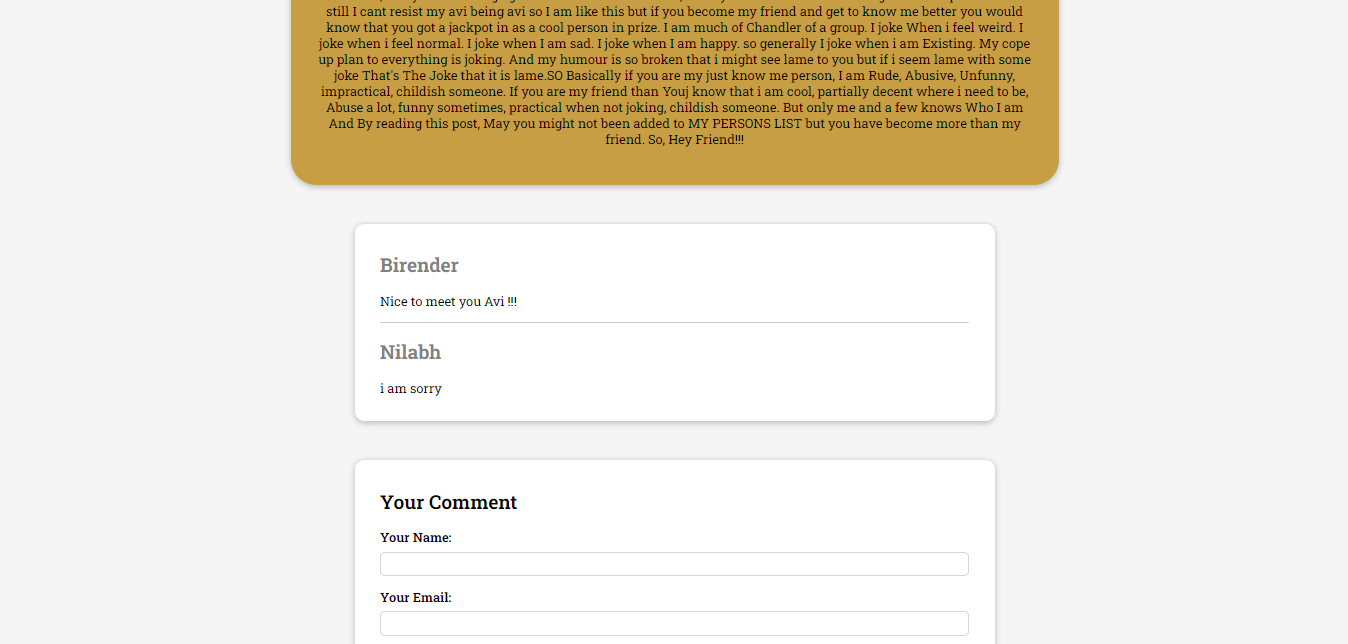 still I cant resist my avi being avi so I am like this but if you become my friend and get to know me better you would
know that you got a jackpot in as a cool person in prize. I am much of Chandler of a group. I joke When i feel weird. I
joke when i feel normal. I joke when I am sad. I joke when I am happy. so generally I joke when i am Existing. My cope
up plan to everything is joking. And my humour is so broken that i might see lame to you but if i seem lame with some
joke That's The Joke that it is lame.SO Basically if you are my just know me person, I am Rude, Abusive, Unfunny,
impractical, childish someone. If you are my friend than Youj know that i am cool, partially decent where i need to be,
Abuse a lot, funny sometimes, practical when not joking, childish someone. But only me and a few knows Who I am
And By reading this post, May you might not been added to MY PERSONS LIST but you have become more than my
friend. So, Hey Friend!!!
Birender
Nice to meet you Avi !!!
Nilabh
i am sorry
Your Comment
Your Name:
Your Email: